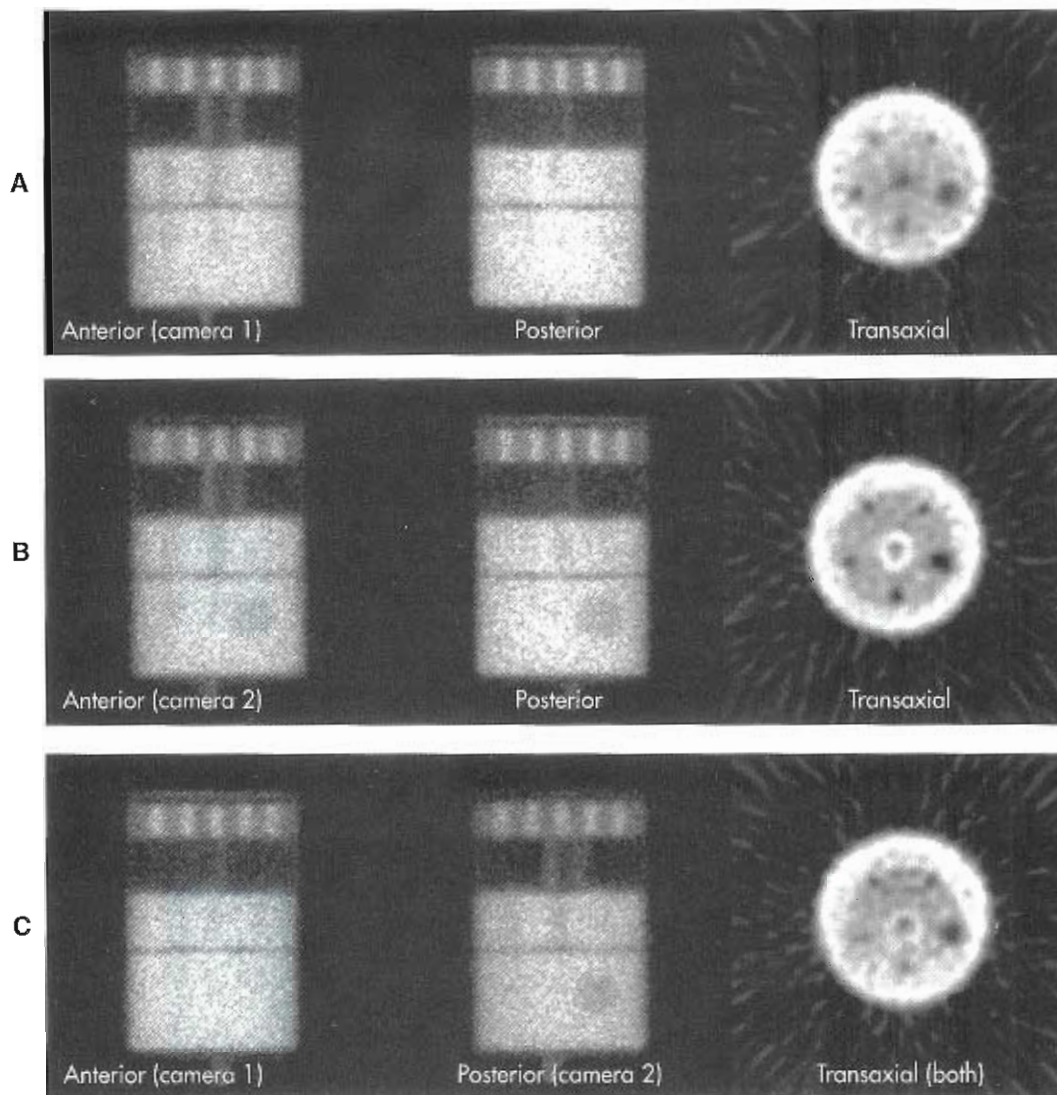 A
Anterior (camera 1) Posterior Transaxial
B
Anterior (camera 2) Posterior Transaxial
C
Anterior (camera 1) Posterior (camera 2) Transaxial (both)